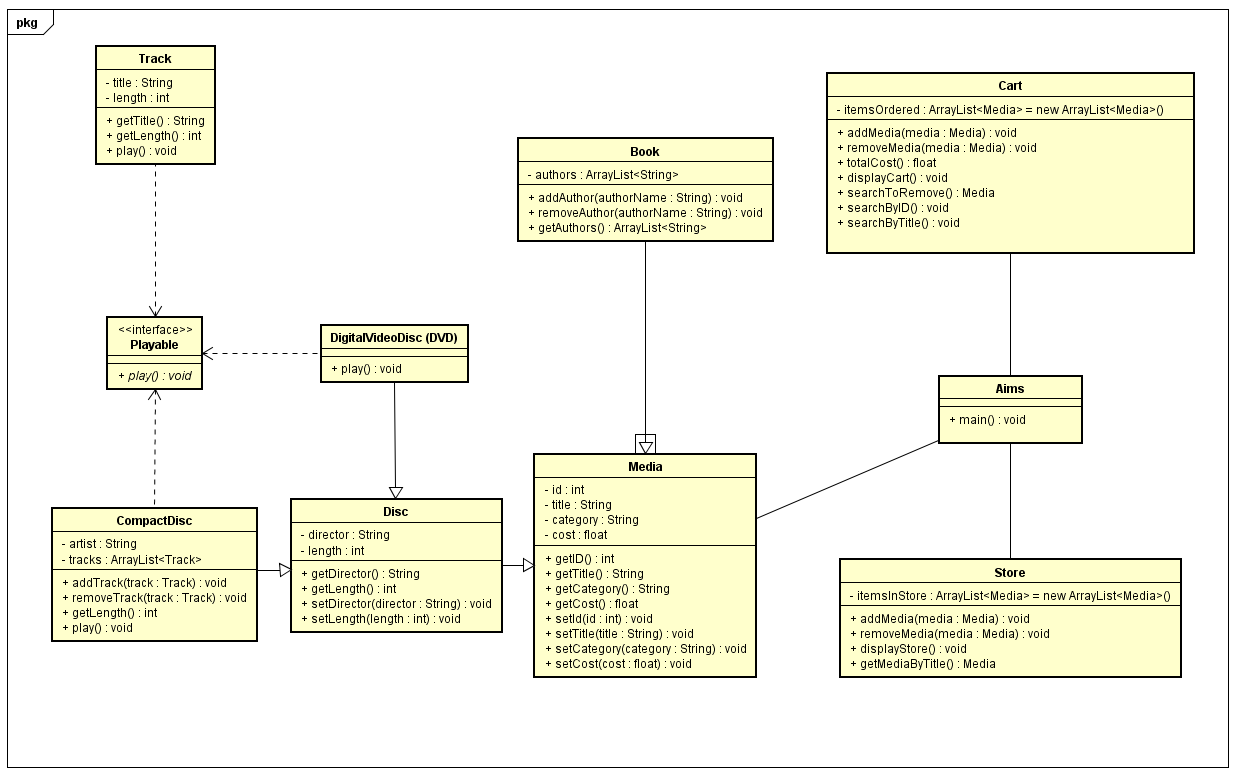 pkg
Track
- title : String
- length : int
+ getTitle() : String
+ getLength() : int
+ play() : void
Cart
- itemsOrdered : ArrayList<Media> = new ArrayList<Media>()
+ addMedia(media : Media) : void
+ removeMedia(media : Media) : void
+ totalCost() : float
+ displayCart() : void
+ searchToRemove() : Media
+ searchByID() : void
+ searchByTitle() : void
Book
- authors : ArrayList<String>
+ addAuthor(authorName : String) : void
+ removeAuthor(authorName : String) : void
+ getAuthors() : ArrayList<String>
<<interface>>
Playable
+ play() : void
DigitalVideoDisc (DVD)
+ play() : void
Aims
+ main() : void
CompactDisc
- artist : String
- tracks : ArrayList<Track>
+ addTrack(track : Track) : void
+ removeTrack(track : Track) : void
+ getLength() : int
+ play() : void
Disc
- director : String
- length : int
+ getDirector() : String
+ getLength() : int
+ setDirector(director : String) : void
+ setLength(length : int) : void
Media
- id : int
- title : String
- category : String
- cost : float
+ getID() : int
+ getTitle() : String
+ getCategory() : String
+ getCost() : float
+ setId(id : int) : void
+ setTitle(title : String) : void
+ setCategory(category : String) : void
+ setCost(cost : float) : void
Store
- itemsInStore : ArrayList<Media> = new ArrayList<Media>()
+ addMedia(media : Media) : void
+ removeMedia(media : Media) : void
+ displayStore() : void
+ getMediaByTitle() : Media